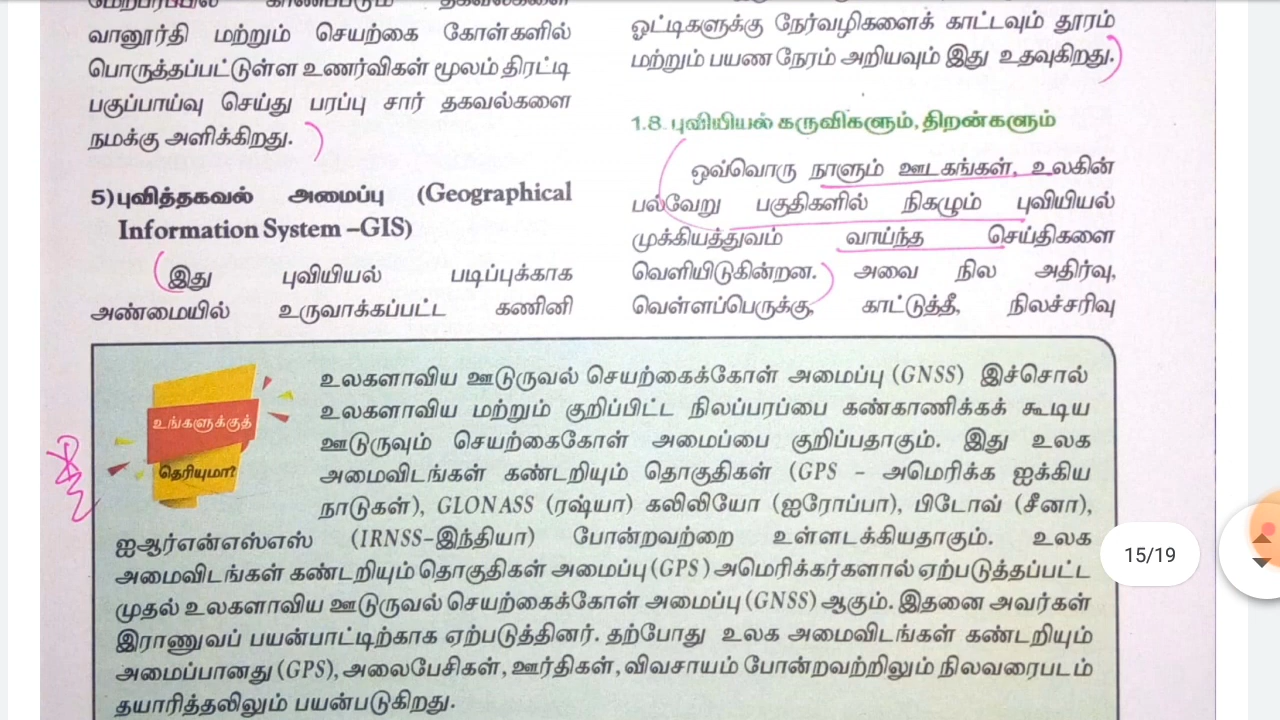 வானூர்தி மற்றும் செயற்கை கோள்களில்
பொருத்தப்பட்டுள்ள உணர்விகள் மூலம் திரட்டி
பகுப்பாய்வு செய்து பரப்பு சார் தகவல்களை
நமக்கு அளிக்கிறது.
5)புவித்தகவல் அமைப்பு (Geographical
Information System –GIS)
இது புவியியல் படிப்புக்காக
அண்மையில் உருவாக்கப்பட்ட கணினி
ஓட்டிகளுக்கு நேர்வழிகளைக் காட்டவும் தூரம்
மற்றும் பயண நேரம் அறியவும் இது உதவுகிறது.
1.8. புவியியல் கருவிகளும், திறன்களும்
ஒவ்வொரு நாளும் ஊடகங்கள், உலகின்
பல்வேறு பகுதிகளில் நிகழும் புவியியல்
முக்கியத்துவம் வாய்ந்த செய்திகளை
வெளியிடுகின்றன. அவை நில அதிர்வு,
வெள்ளப்பெருக்கு, காட்டுத்தீ, நிலச்சரிவு
உங்களுக்குத்
தெரியுமா?
உலகளாவிய ஊடுருவல் செயற்கைக்கோள் அமைப்பு (GNSS) இச்சொல்
உலகளாவிய மற்றும் குறிப்பிட்ட நிலப்பரப்பை கண்காணிக்கக் கூடிய
ஊடுருவும் செயற்கைகோள் அமைப்பை குறிப்பதாகும். இது உலக
அமைவிடங்கள் கண்டறியும் தொகுதிகள் (GPS – அமெரிக்க ஐக்கிய
நாடுகள்), GLONASS (ரஷ்யா) கலிலியோ (ஐரோப்பா), பிடோவ் (சீனா),
ஐஆர்என்எஸ்எஸ் (IRNSS–இந்தியா) போன்றவற்றை உள்ளடக்கியதாகும். உலக
அமைவிடங்கள் கண்டறியும் தொகுதிகள் அமைப்பு (GPS) அமெரிக்கர்களால் ஏற்படுத்தப்பட்ட
முதல் உலகளாவிய ஊடுருவல் செயற்கைக்கோள் அமைப்பு (GNSS) ஆகும். இதனை அவர்கள்
இராணுவப் பயன்பாட்டிற்காக ஏற்படுத்தினர். தற்போது உலக அமைவிடங்கள் கண்டறியும்
அமைப்பானது (GPS), அலைபேசிகள், ஊர்திகள், விவசாயம் போன்றவற்றிலும் நிலவரைபடம்
தயாரித்தலிலும் பயன்படுகிறது.
15/19